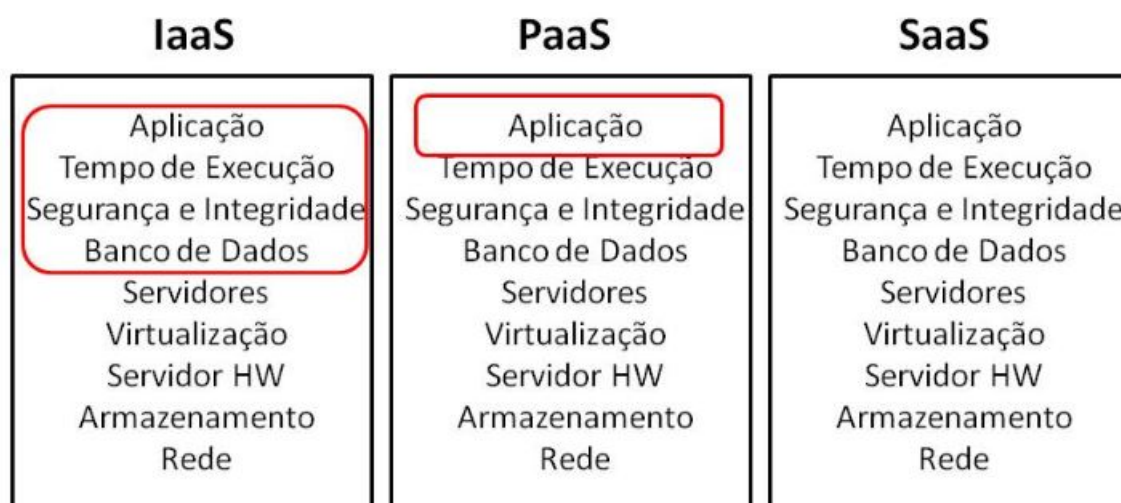 IaaS
Aplicação
Tempo de Execução
Segurança e Integridade
Banco de Dados
Servidores
Virtualização
Servidor HW
Armazenamento
Rede
PaaS
Aplicação
Tempo de Execução
Segurança e Integridade
Banco de Dados
Servidores
Virtualização
Servidor HW
Armazenamento
Rede
SaaS
Aplicação
Tempo de Execução
Segurança e Integridade
Banco de Dados
Servidores
Virtualização
Servidor HW
Armazenamento
Rede